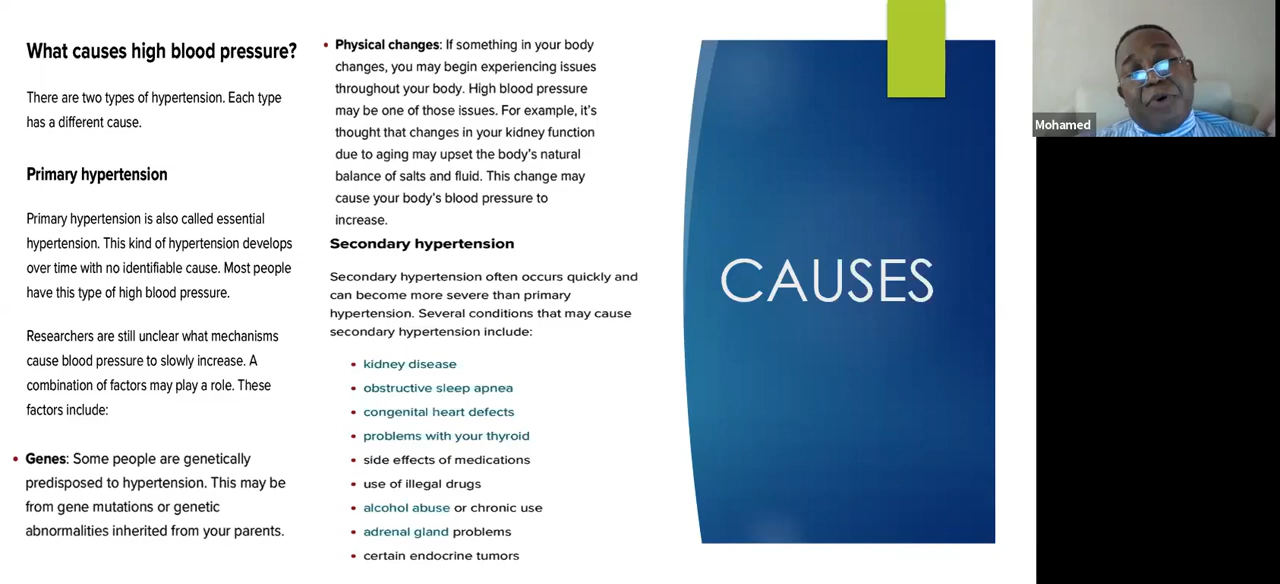 What causes high blood pressure?
There are two types of hypertension. Each type
has a different cause.
Primary hypertension
Primary hypertension is also called essential
hypertension. This kind of hypertension develops
over time with no identifiable cause. Most people
have this type of high blood pressure.
Researchers are still unclear what mechanisms
cause blood pressure to slowly increase. A
combination of factors may play a role. These
factors include:
• Genes: Some people are genetically
predisposed to hypertension. This may be
from gene mutations or genetic
abnormalities inherited from your parents.
• Physical changes: If something in your body
changes, you may begin experiencing issues
throughout your body. High blood pressure
may be one of those issues. For example, it's
thought that changes in your kidney function
due to aging may upset the body's natural
balance of salts and fluid. This change may
cause your body's blood pressure to
increase.
Secondary hypertension
Secondary hypertension often occurs quickly and
can become more severe than primary
hypertension. Several conditions that may cause
secondary hypertension include:
• kidney disease
• obstructive sleep apnea
• congenital heart defects
• problems with your thyroid
• side effects of medications
• use of illegal drugs
• alcohol abuse or chronic use
• adrenal gland problems
• certain endocrine tumors
CAUSES
Mohamed